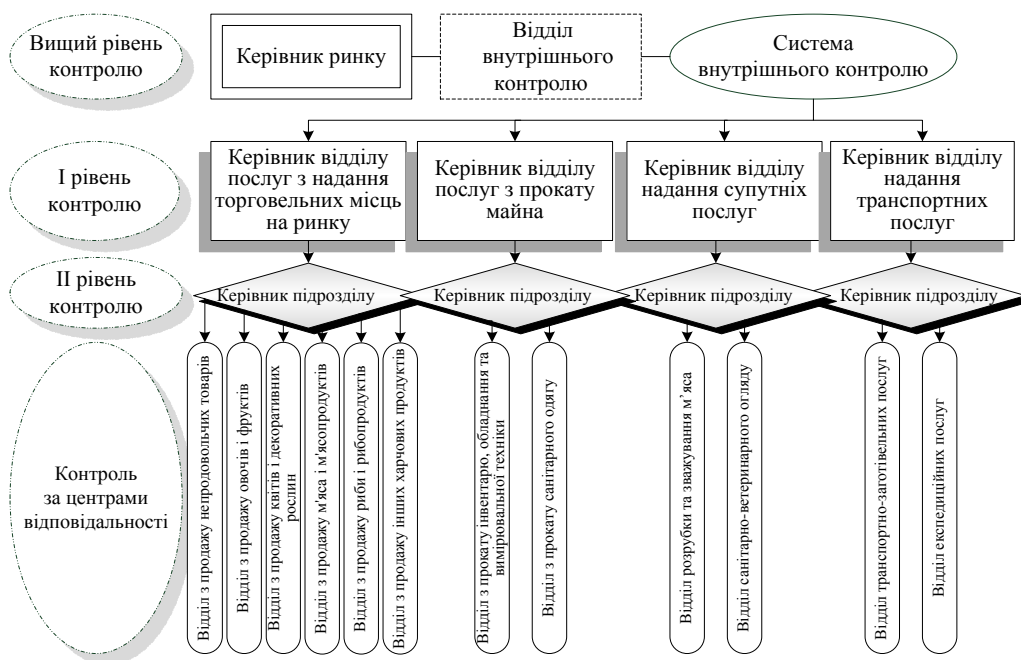 Вищий рівень
контролю
Керівник ринку
Відділ
внутрішнього
контролю
Система
внутрішнього контролю
І рівень
контролю
Керівник відділу
послуг з надання
торговельних місць
на ринку
Керівник відділу
послуг з прокату
майна
Керівник відділу
надання супутніх
послуг
Керівник відділу
надання
транспортних
послуг
ІІ рівень
контролю
Керівник підрозділу
Керівник підрозділу
Керівник підрозділу
Керівник підрозділу
Контроль
за центрами
відповідальності
Відділ з продажу непродовольчих товарів
Відділ з продажу овочів і фруктів
Відділ з продажу квітів і декоративних
рослин
Відділ з продажу м'яса і м'ясопродуктів
Відділ з продажу риби і рибопродуктів
Відділ з продажу інших харчових продуктів
Відділ з прокату інвентарю, обладнання та
вимірювальної техніки
Відділ з прокату санітарного одягу
Відділ розрубки та зважування м’яса
Відділ санітарно-ветеринарного огляду
Відділ транспортно-заготівельних послуг
Відділ експедиційних послуг